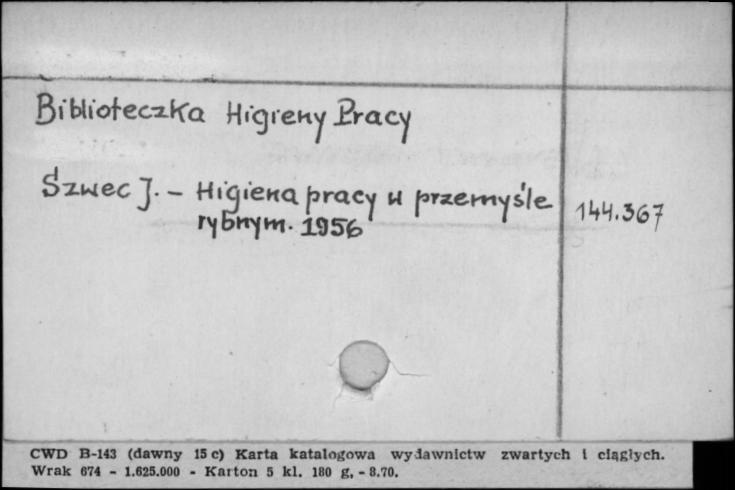 Biblioteczka Higieny Pracy
Szwec J. - Higiena pracy w przemyśle 144.367
rybnym. 1956
CWD B-143 (dawny 15 c) Karta katalogowa wydawnictw zwartych i ciągłych.
Wrak 674 - 1.625.000 - Karton 5 kl. 180 g, - 8.70.